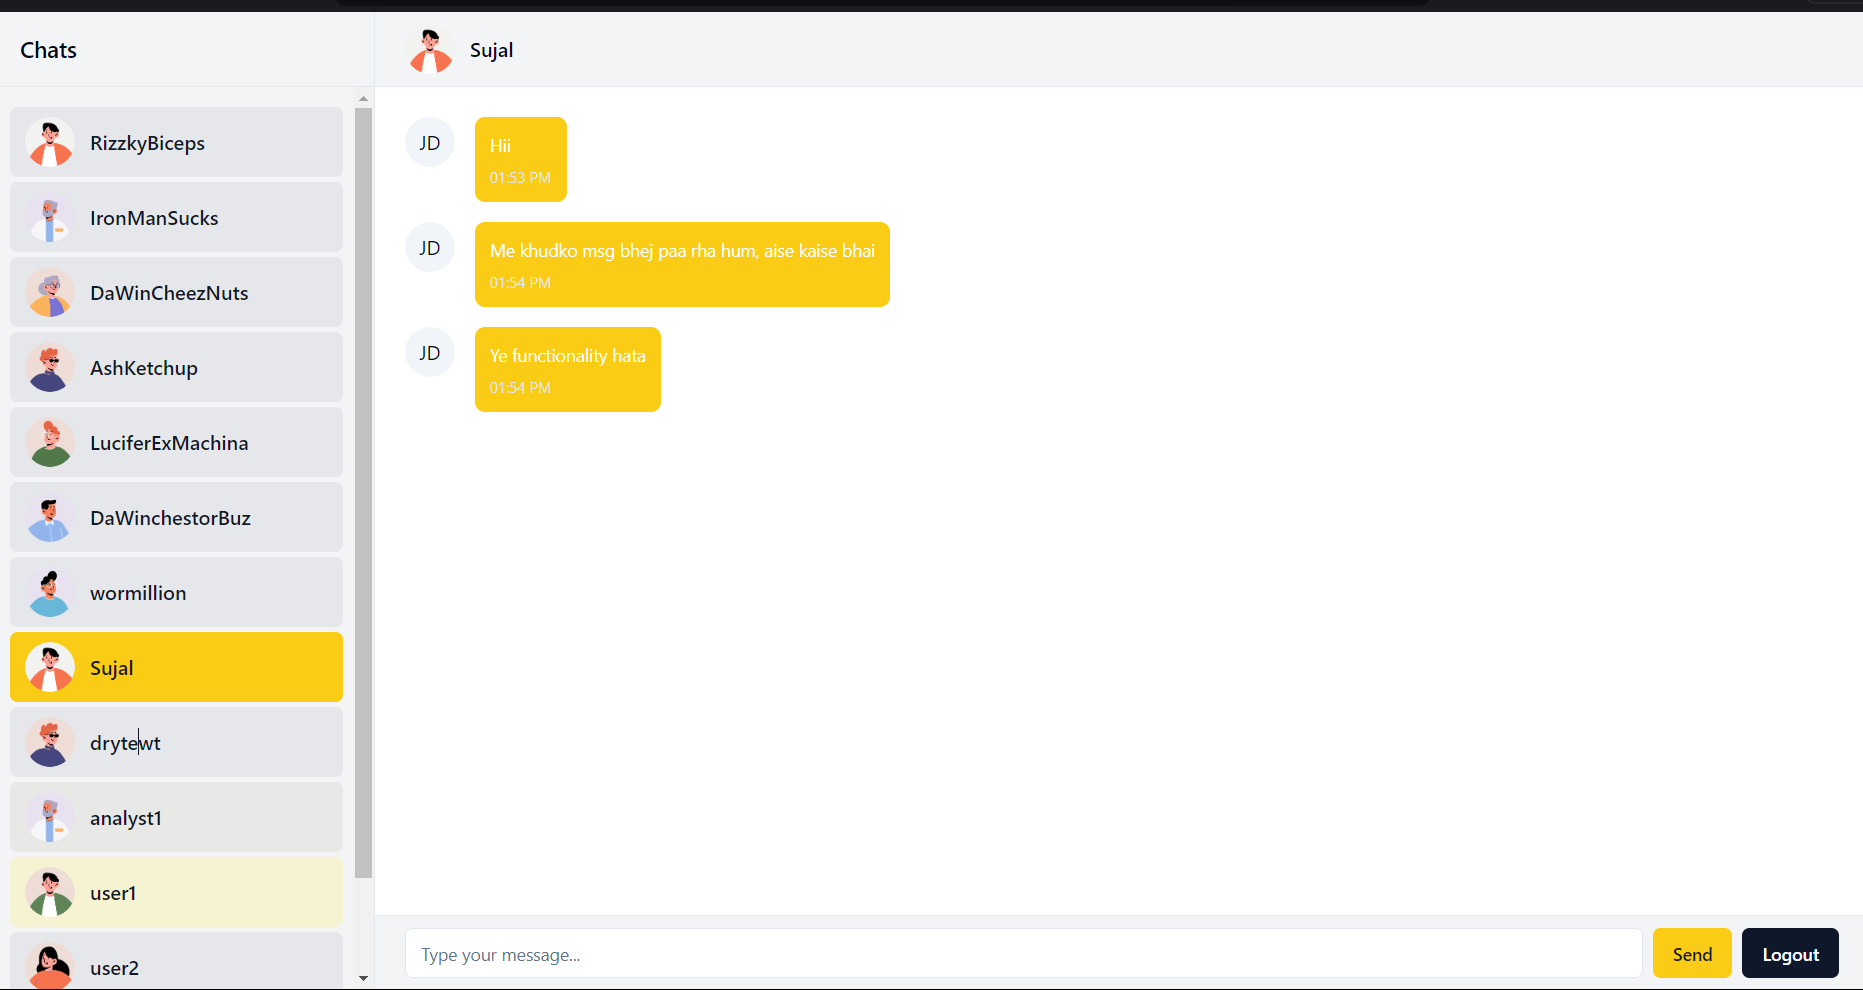 Chats
RizzkyBiceps
IronManSucks
DaWinCheezNuts
AshKetchup
LuciferExMachina
DaWinchestorBuz
wormillion
Sujal
drytewt
analyst1
user1
user2
Sujal
JD
Hii
01:53 PM
JD
Me khudko msg bhej paa rha hum, aise kaise bhai
01:54 PM
JD
Ye functionality hata
01:54 PM
Type your message...
Send
Logout